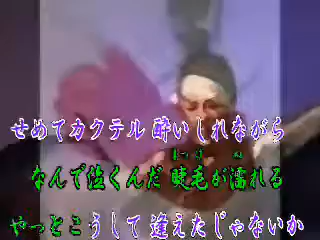 せめてカクテル 酔いしれながら
なんで泣くんだ 睫毛が濡れる
やっとこうして 逢えたじゃないか